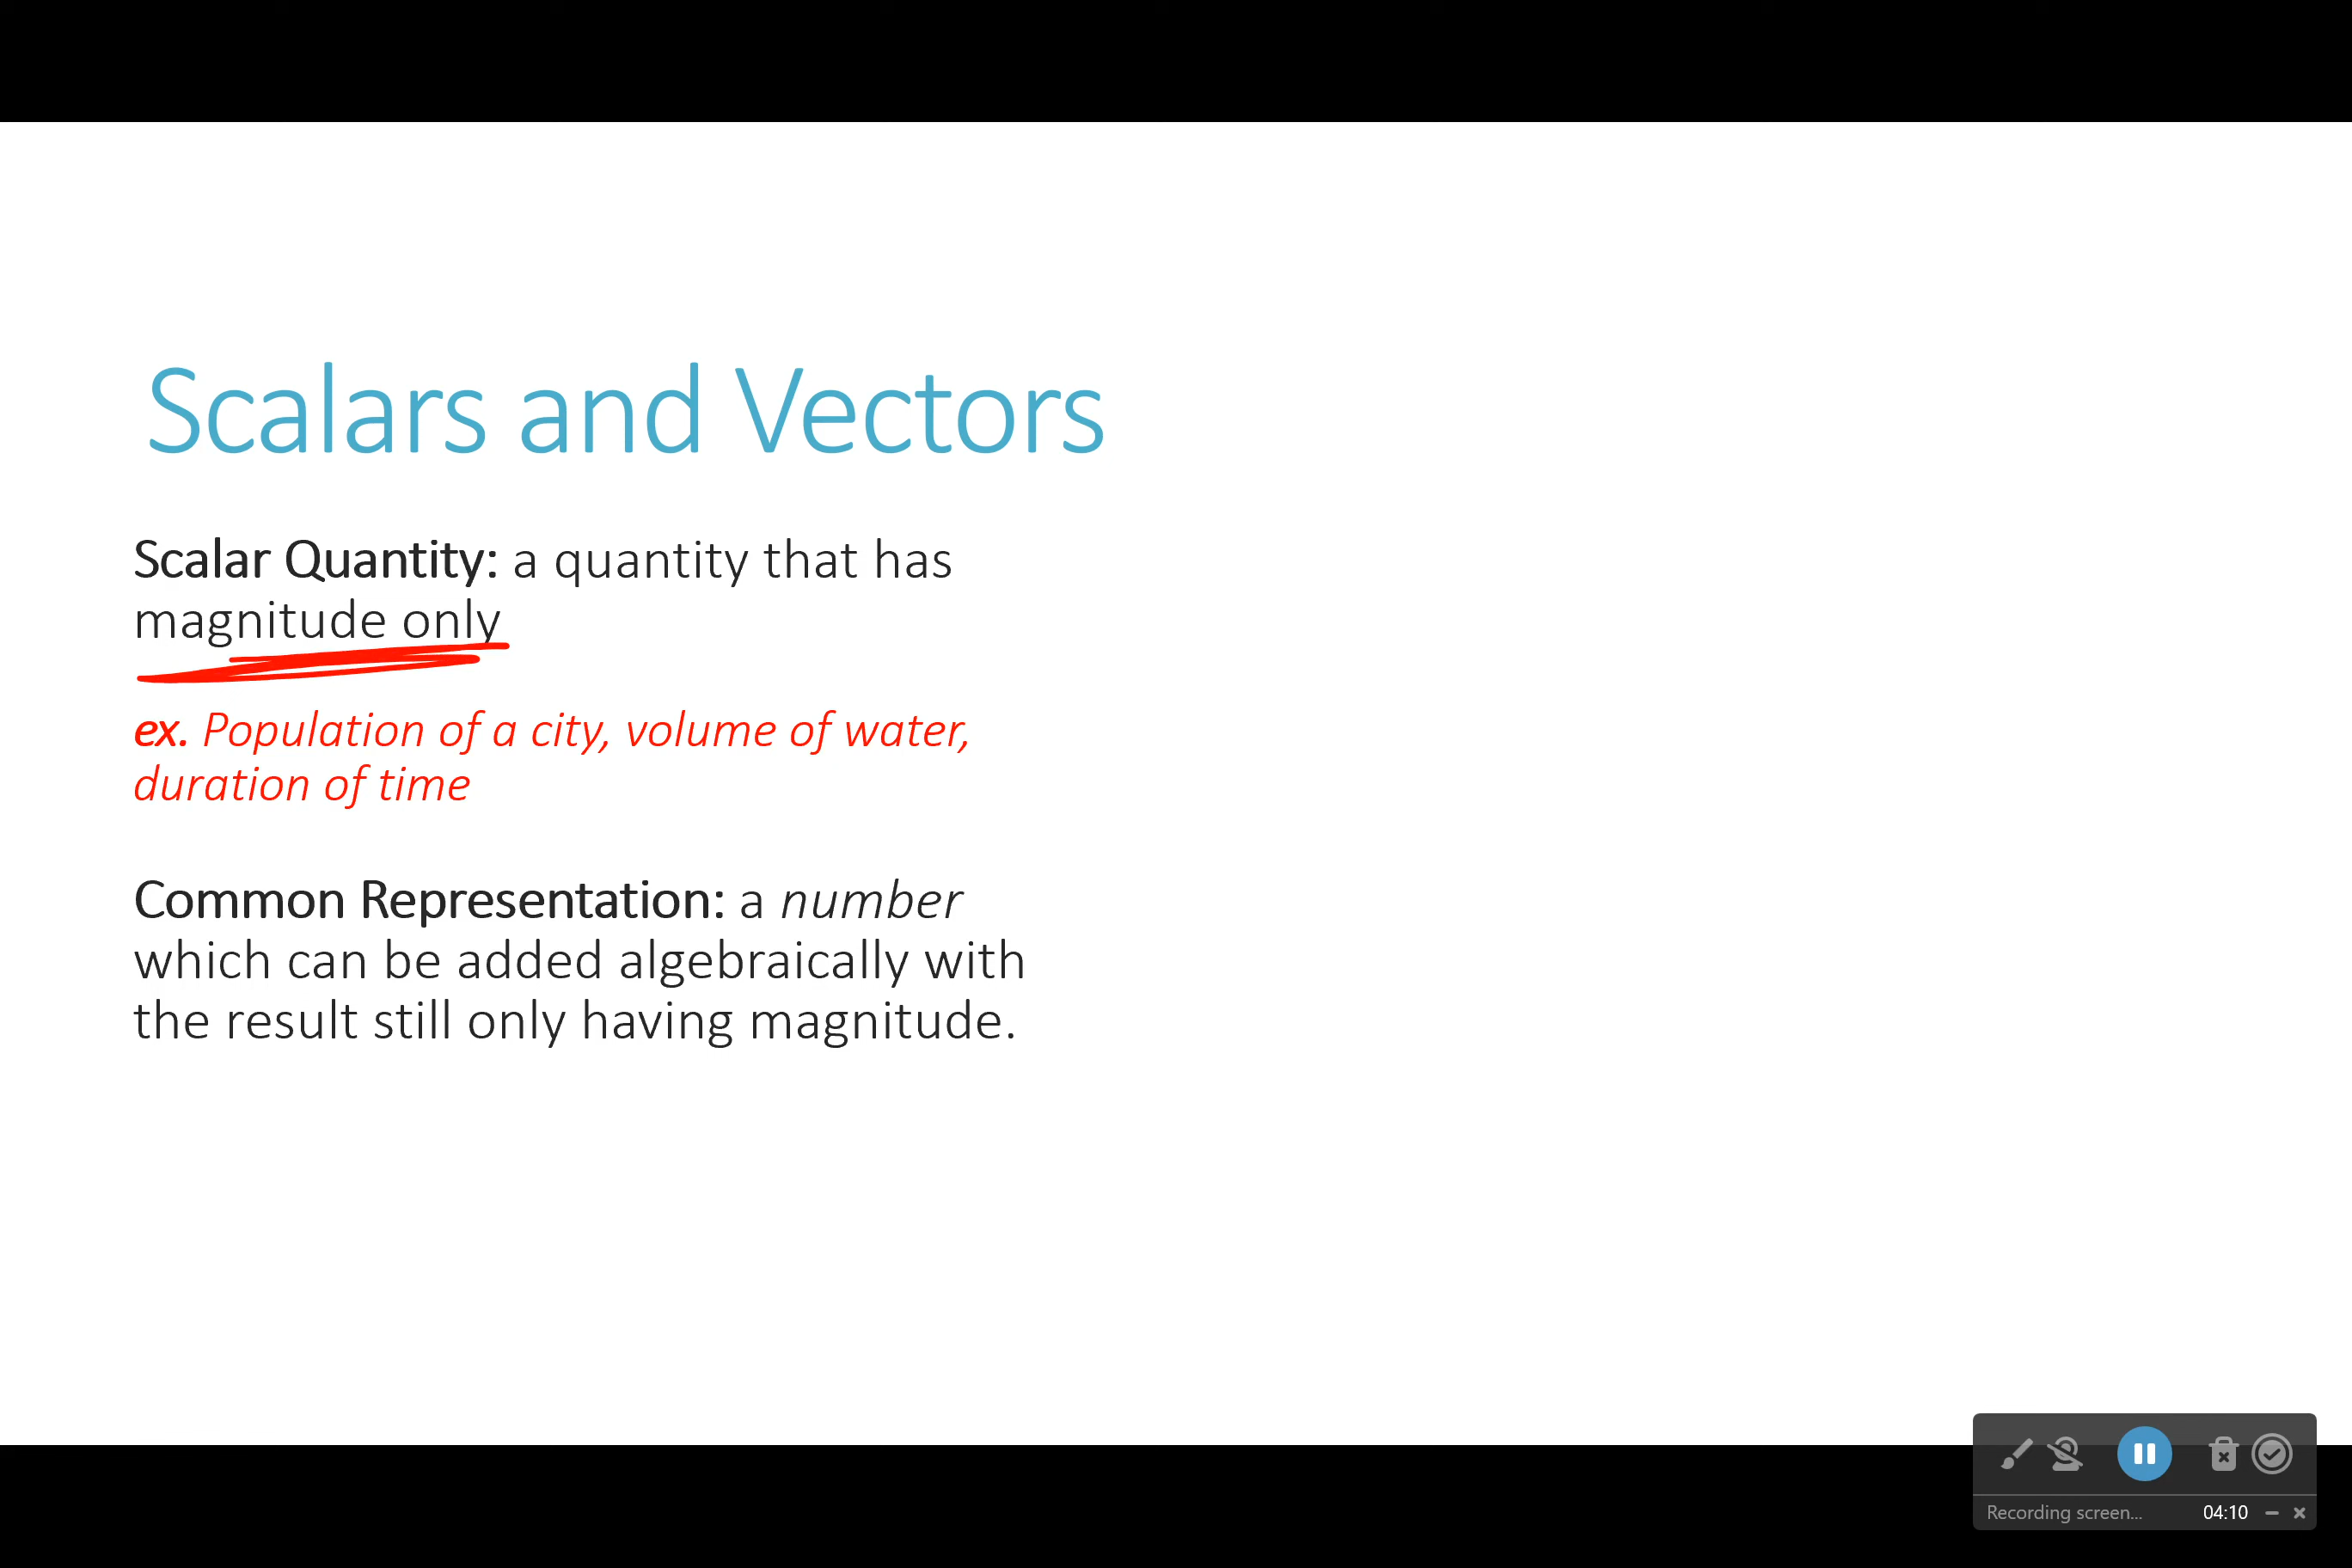 Scalars and Vectors
Scalar Quantity: a quantity that has
magnitude only
ex. Population of a city, volume of water,
duration of time
Common Representation: a number
which can be added algebraically with
the result still only having magnitude.
Recording screen... 04:10